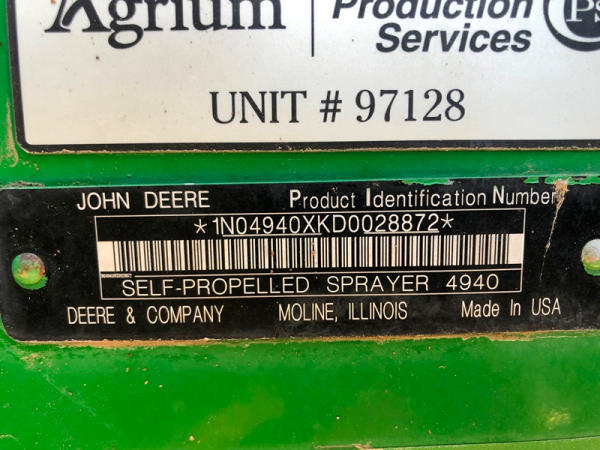 Agrium
Production
Services
UNIT # 97128
JOHN DEERE Product Identification Number
*1N04940XKD0028872*
SELF-PROPELLED SPRAYER 4940
DEERE & COMPANY MOLINE, ILLINOIS Made In USA